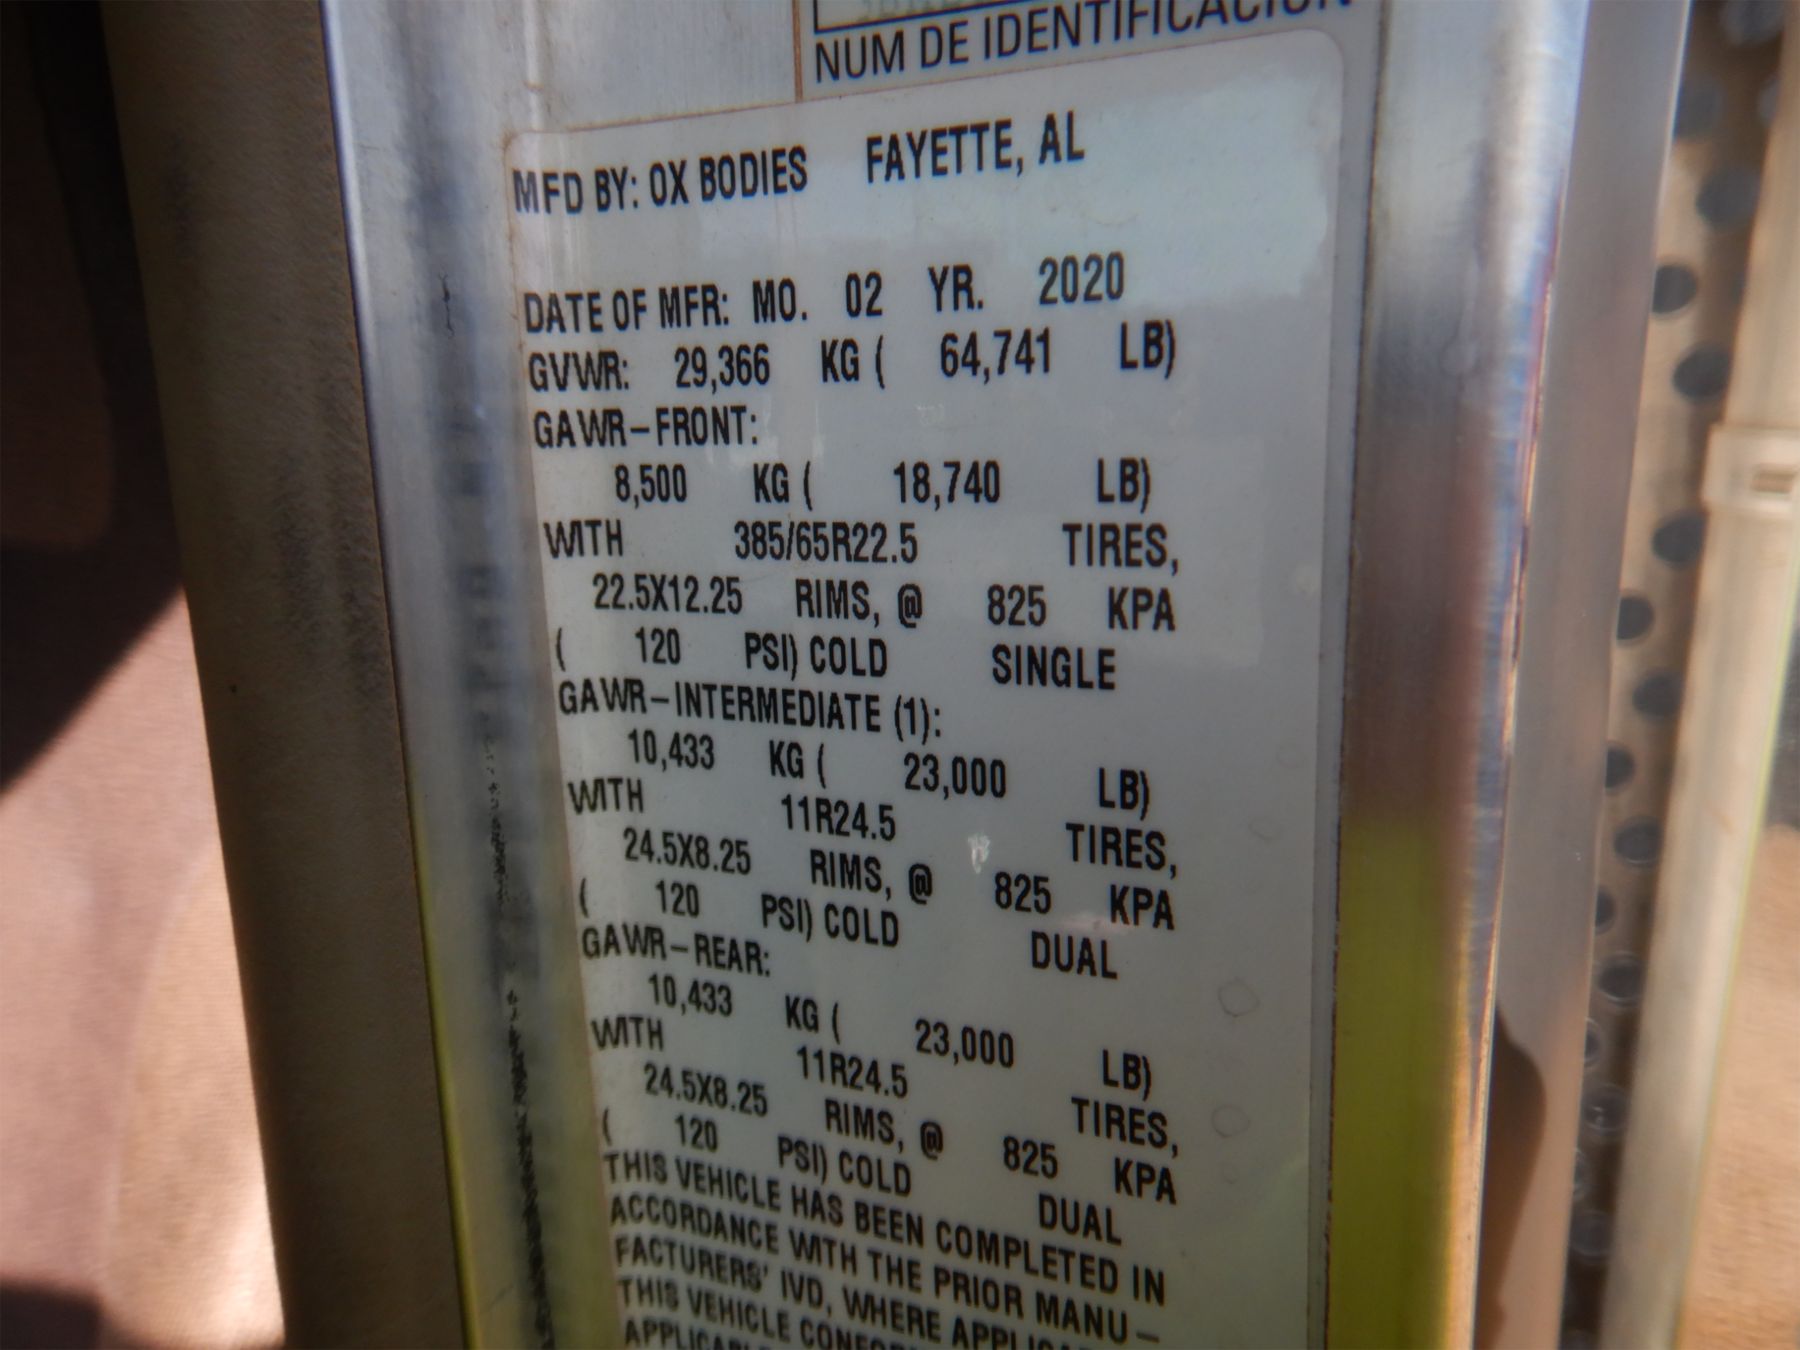 NUM DE IDENTIFICACION
MFD BY: OX BODIES FAYETTE, AL
DATE OF MFR: MO. 02 YR. 2020
GVWR: 29,366 KG ( 64,741 LB)
GAWR-FRONT:
8,500 KG ( 18,740 LB)
WITH 385/65R22.5 TIRES,
22.5X12.25 RIMS, @ 825 KPA
( 120 PSI) COLD SINGLE
GAWR-INTERMEDIATE (1):
10,433 KG ( 23,000 LB)
WITH 11R24.5 TIRES,
24.5X8.25 RIMS, @ 825 KPA
( 120 PSI) COLD DUAL
GAWR-REAR:
10,433 KG ( 23,000 LB)
WITH 11R24.5 TIRES,
24.5X8.25 RIMS, @ 825 KPA
( 120 PSI) COLD DUAL
THIS VEHICLE HAS BEEN COMPLETED IN
ACCORDANCE WITH THE PRIOR MANU-
FACTURERS' IVD, WHERE
THIS VEHICLE